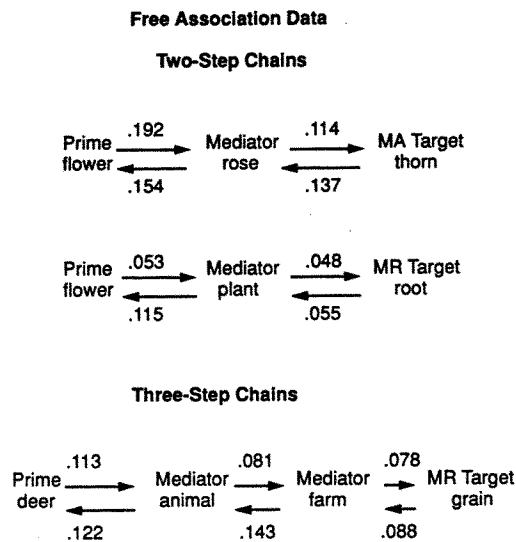 Free Association Data
Two-Step Chains
.192 .114
Prime Mediator MA Target
flower rose thorn
.154 .137
.053 .048
Prime Mediator MR Target
flower plant root
.115 .055
Three-Step Chains
.113 .081 .078
Prime Mediator Mediator MR Target
deer animal farm grain
.122 .143 .088